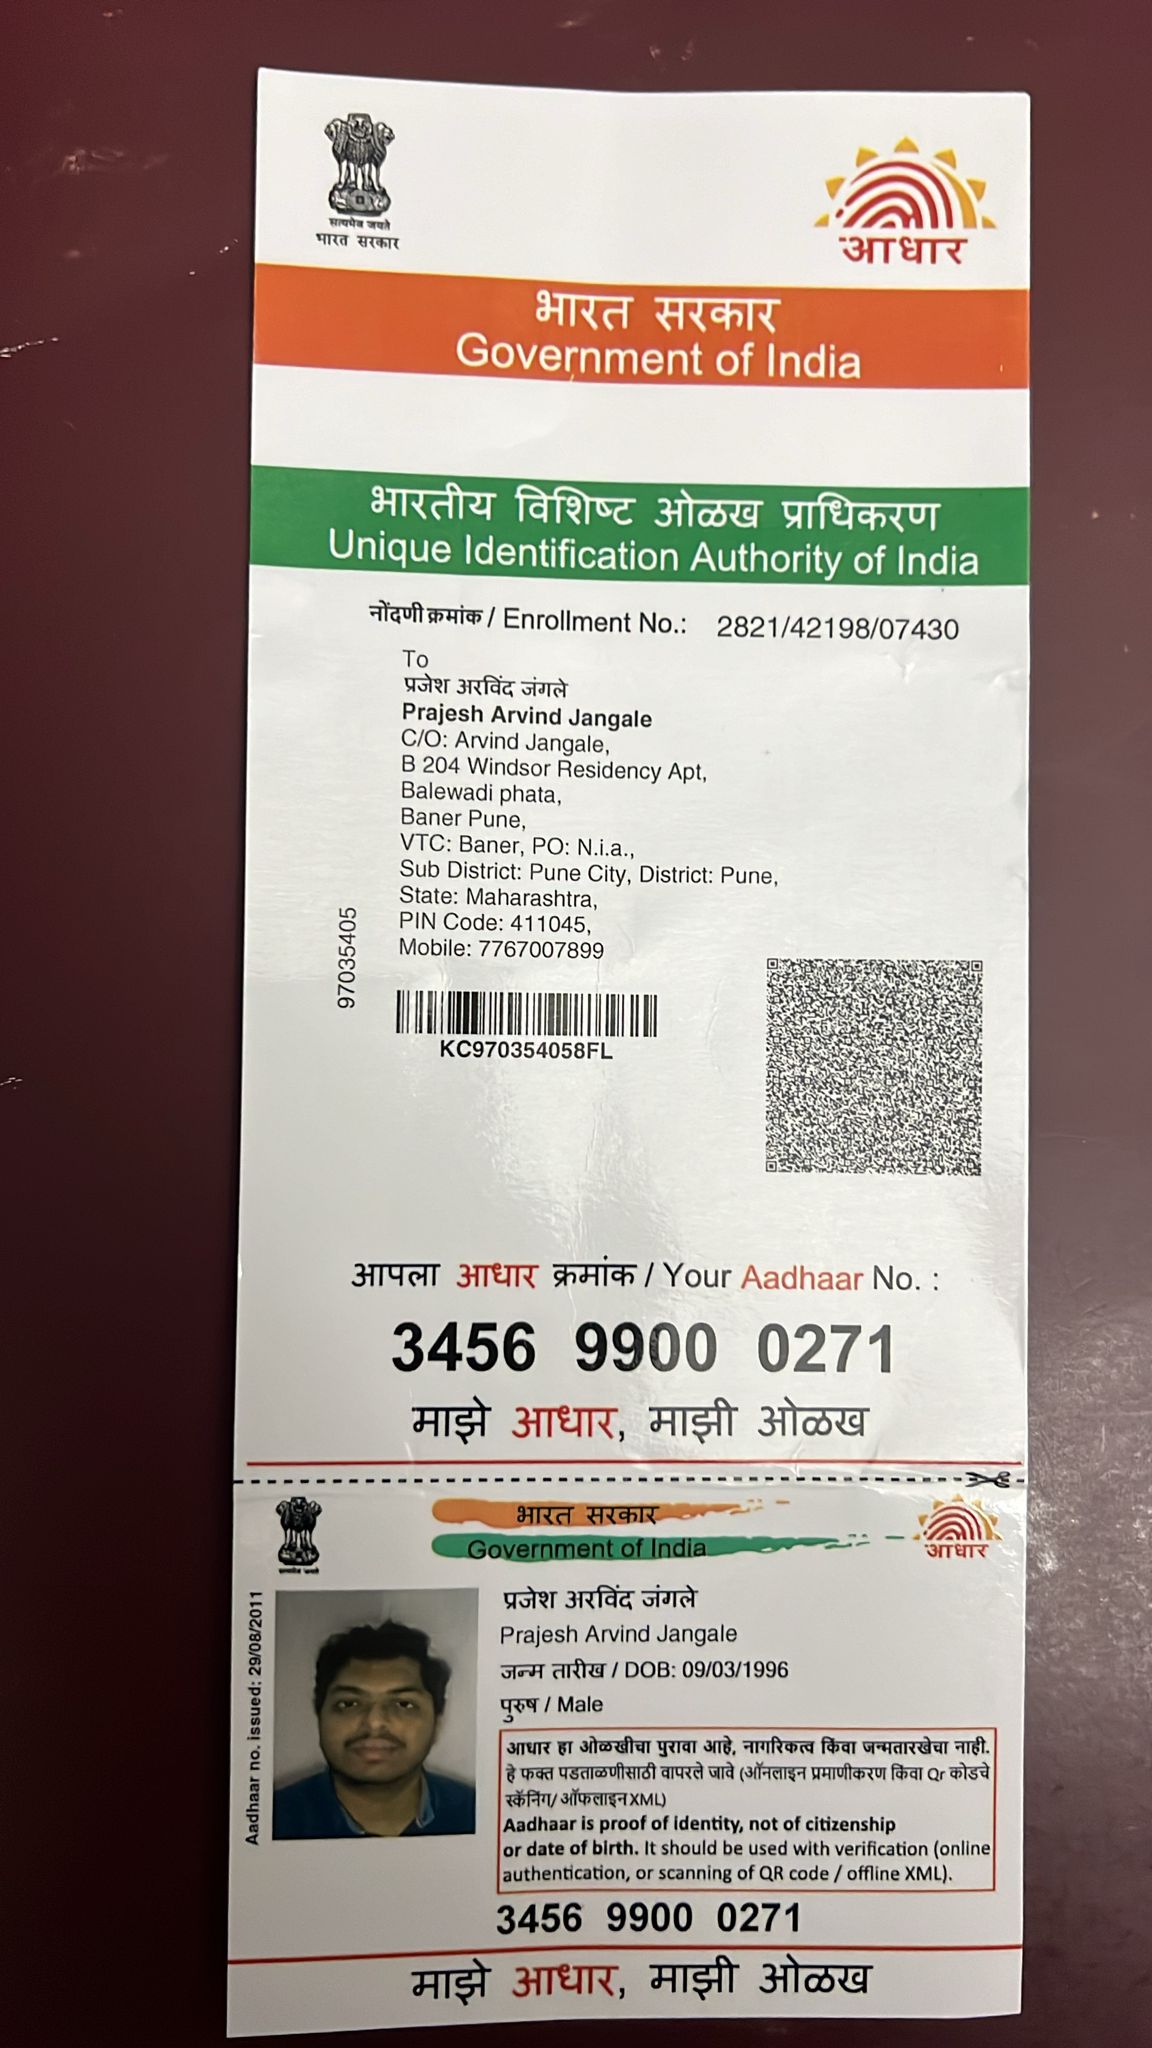 सत्यमेव जयते
भारत सरकार
आधार
भारत सरकार
Government of India
भारतीय विशिष्ट ओळख प्राधिकरण
Unique Identification Authority of India
नोंदणी क्रमांक / Enrollment No.: 2821/42198/07430
To
प्रजेश अरविंद जंगले
Prajesh Arvind Jangale
C/O: Arvind Jangale,
B 204 Windsor Residency Apt,
Balewadi phata,
Baner Pune,
VTC: Baner, PO: N.i.a.,
Sub District: Pune City, District: Pune,
State: Maharashtra,
PIN Code: 411045,
Mobile: 7767007899
97035405
KC970354058FL
आपला आधार क्रमांक / Your Aadhaar No. :
3456 9900 0271
माझे आधार, माझी ओळख
भारत सरकार
Government of India
सत्यमेव जयते
आधार
Aadhaar no. issued: 29/08/2011
प्रजेश अरविंद जंगले
Prajesh Arvind Jangale
जन्म तारीख / DOB: 09/03/1996
पुरुष / Male
आधार हा ओळखीचा पुरावा आहे, नागरिकत्व किंवा जन्मतारखेचा नाही.
हे फक्त पडताळणीसाठी वापरले जावे (ऑनलाइन प्रमाणीकरण किंवा Qr कोडचे
स्कॅनिंग/ ऑफलाइन XML)
Aadhaar is proof of identity, not of citizenship
or date of birth. It should be used with verification (online
authentication, or scanning of QR code / offline XML).
3456 9900 0271
माझे आधार, माझी ओळख